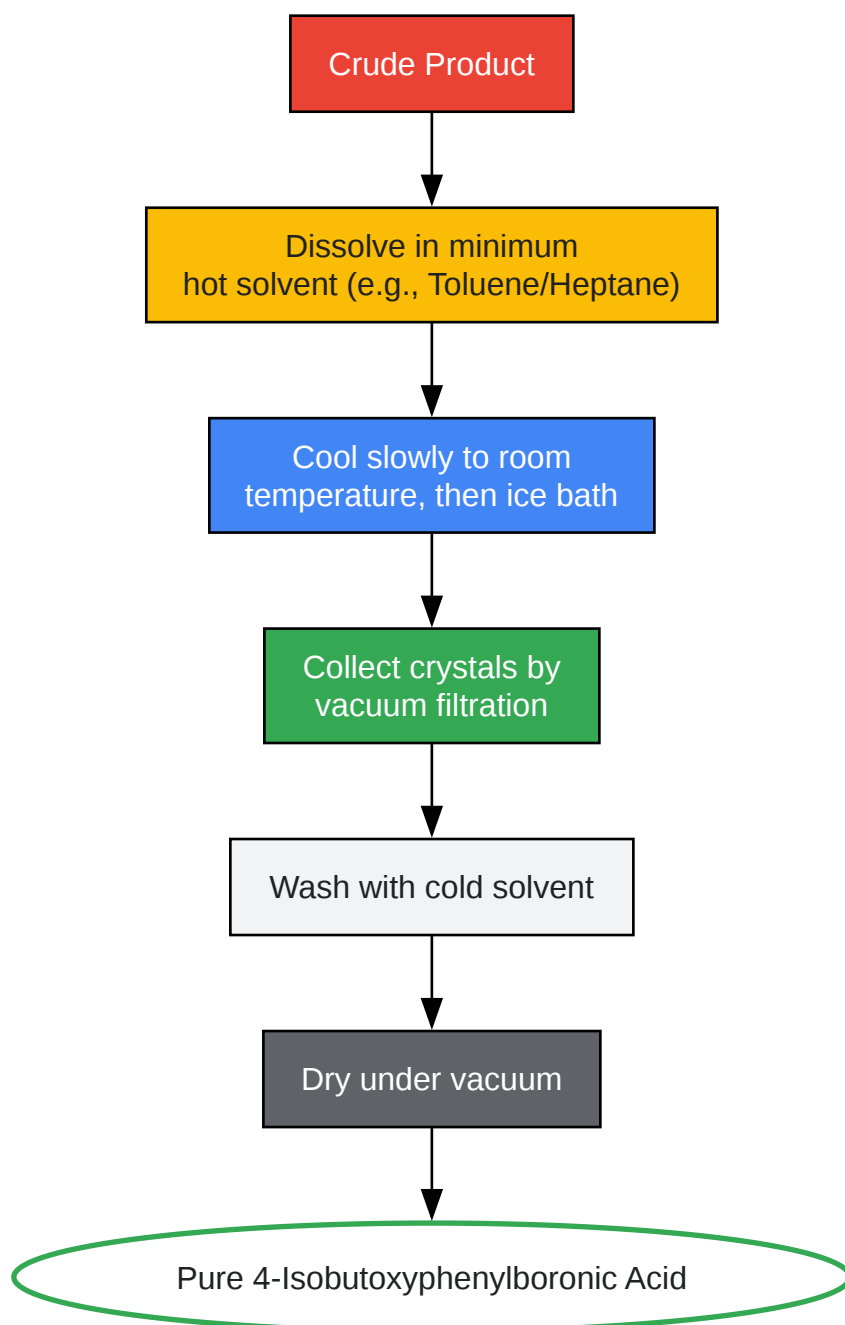 Crude Product
Dissolve in minimum
hot solvent (e.g., Toluene/Heptane)
Cool slowly to room
temperature, then ice bath
Collect crystals by
vacuum filtration
Wash with cold solvent
Dry under vacuum
Pure 4-Isobutoxyphenylboronic Acid